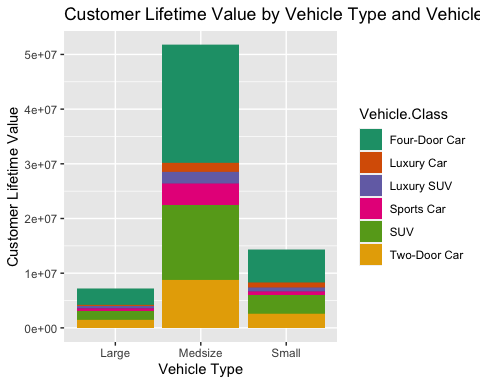 Customer Lifetime Value by Vehicle Type and Vehicle
5e+07
4e+07
3e+07
2e+07
1e+07
0e+00
Customer Lifetime Value
Large Medsize Small
Vehicle Type
Vehicle.Class
Four-Door Car
Luxury Car
Luxury SUV
Sports Car
SUV
Two-Door Car